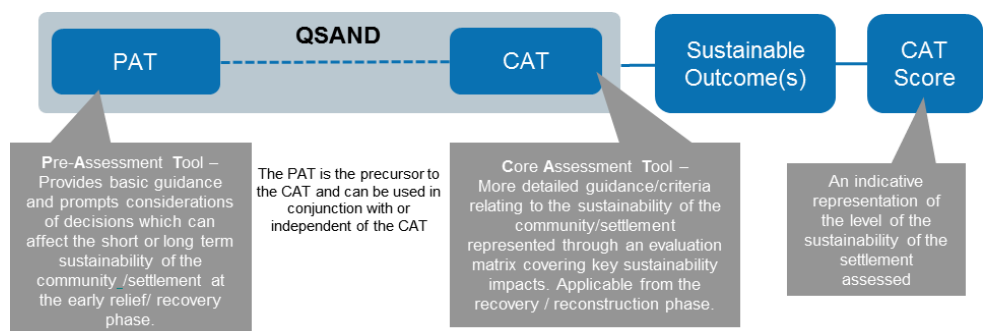 QSAND
PAT
CAT
Sustainable
Outcome(s)
CAT
Score
Pre-Assessment Tool –
Provides basic guidance
and prompts considerations
of decisions which can
affect the short or long term
sustainability of the
community_/settlement at
the early relief/ recovery
phase.
The PAT is the precursor to
the CAT and can be used in
conjunction with or
independent of the CAT
Core Assessment Tool –
More detailed guidance/criteria
relating to the sustainability of the
community/settlement
represented through an evaluation
matrix covering key sustainability
impacts. Applicable from the
recovery / reconstruction phase.
An indicative
representation of
the level of the
sustainability of the
settlement
assessed